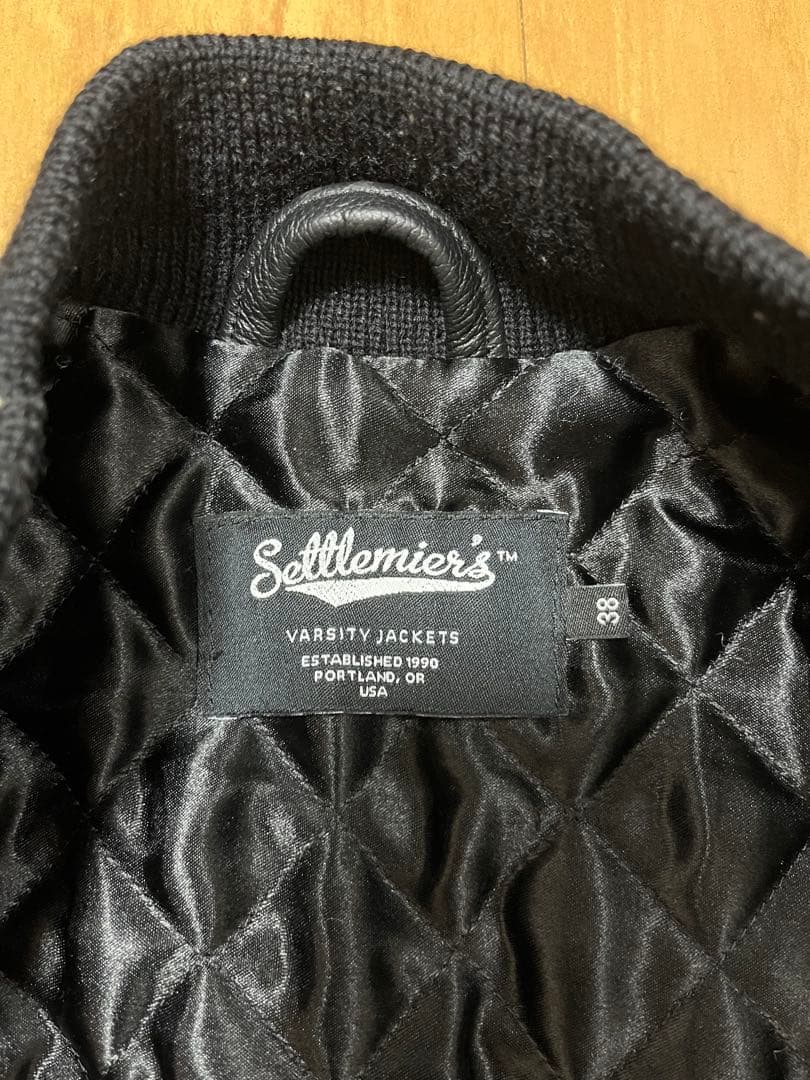 Settlemier's™
VARSITY JACKETS
ESTABLISHED 1990
PORTLAND, OR
USA
38